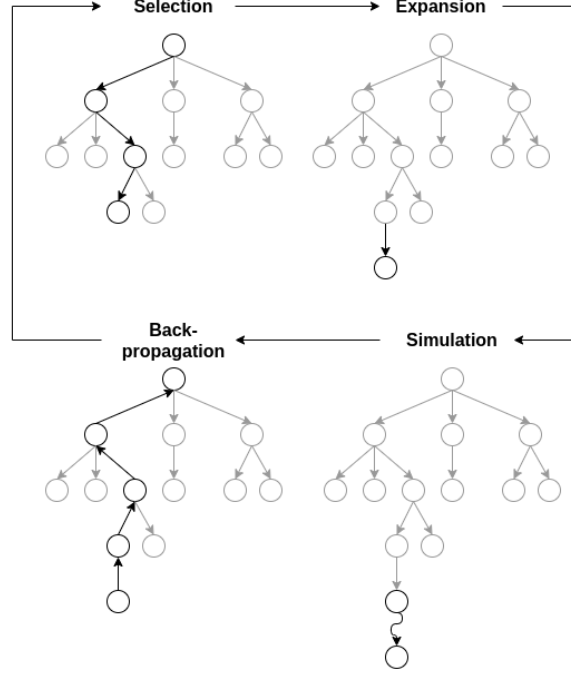 Selection
Expansion
Back-
propagation
Simulation